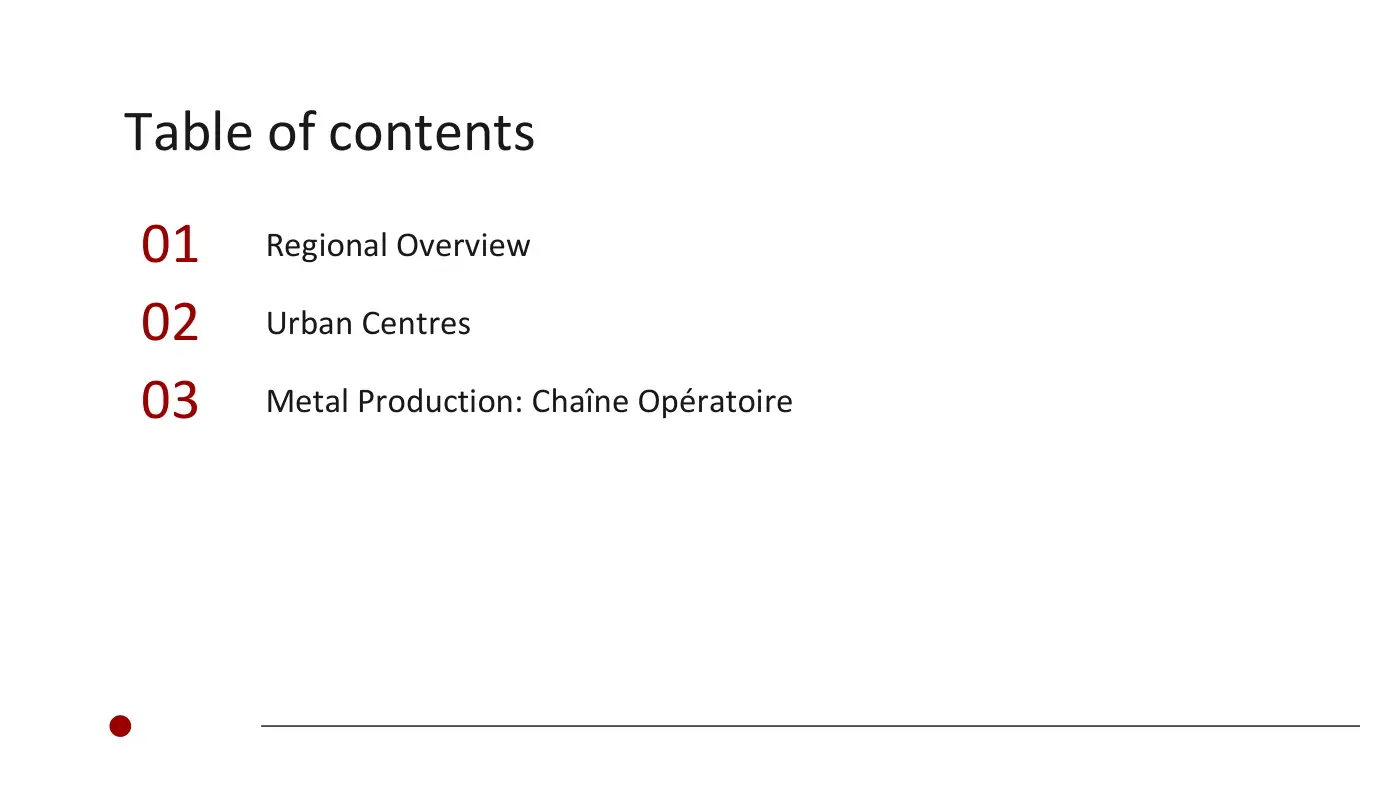 Table of contents
01 Regional Overview
02 Urban Centres
03 Metal Production: Chaîne Opératoire